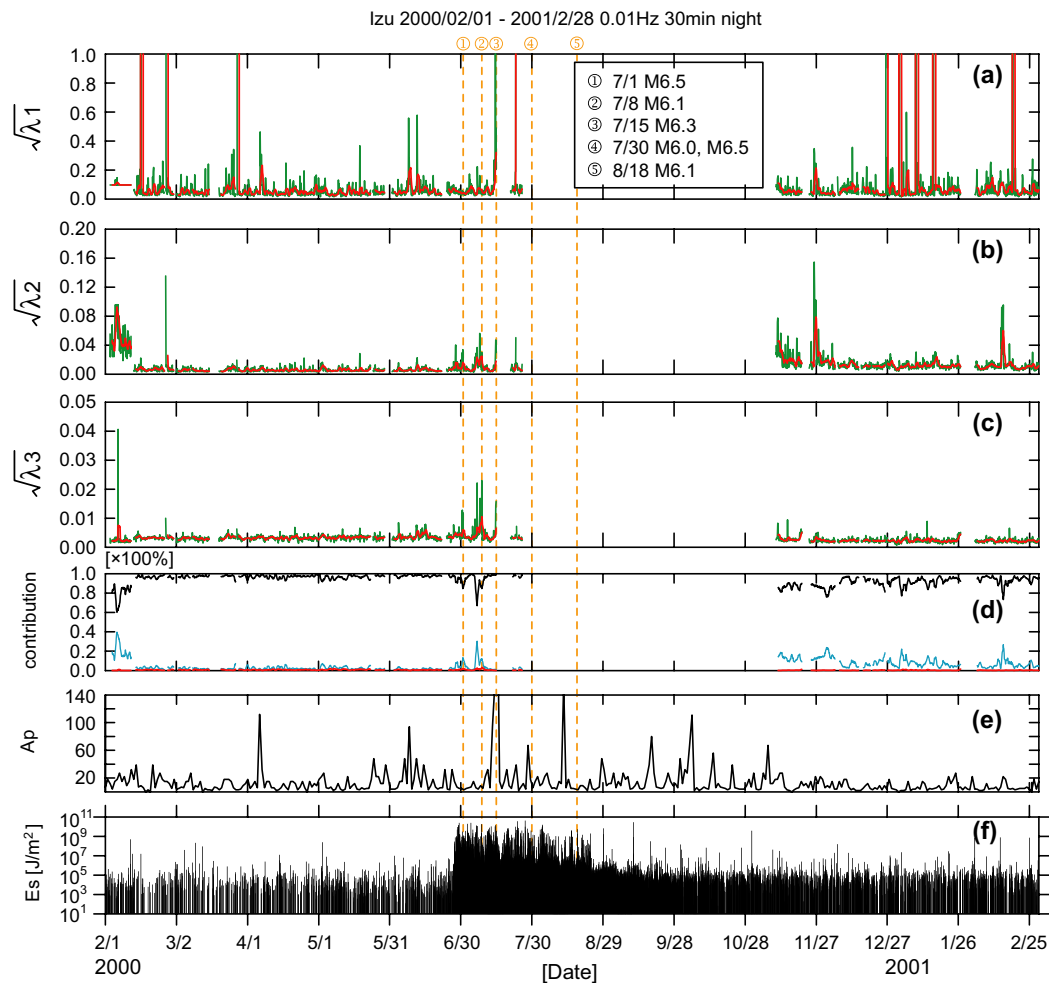 Izu 2000/02/01 - 2001/2/28 0.01Hz 30min night
① ② ③ ④ ⑤
(a)
√λ1
1.0
0.8
0.6
0.4
0.2
0.0
① 7/1 M6.5
② 7/8 M6.1
③ 7/15 M6.3
④ 7/30 M6.0, M6.5
⑤ 8/18 M6.1
(b)
√λ2
0.20
0.16
0.12
0.08
0.04
0.00
(c)
√λ3
0.05
0.04
0.03
0.02
0.01
0.00
[×100%]
(d)
contribution
1.0
0.8
0.6
0.4
0.2
0.0
(e)
Ap
140
100
60
20
(f)
Es [J/m²]
10¹¹
10⁹
10⁷
10⁵
10³
10¹
2/1 3/2 4/1 5/1 5/31 6/30 7/30 8/29 9/28 10/28 11/27 12/27 1/26 2/25
2000 2001
[Date]